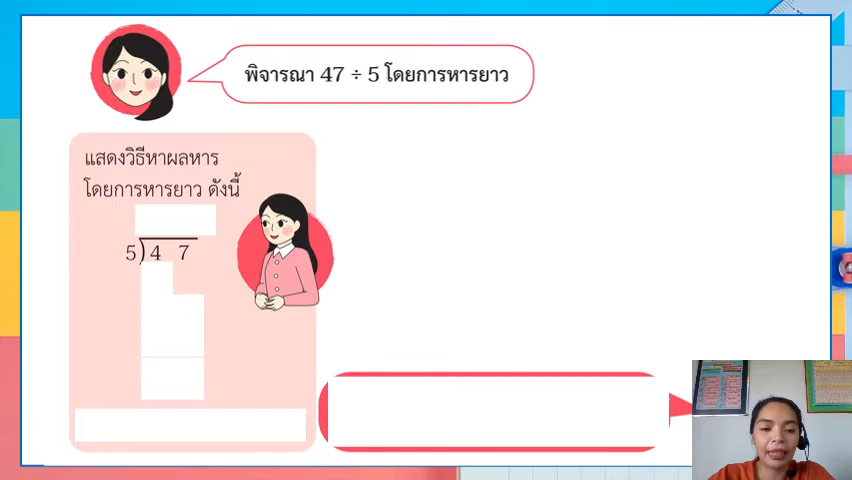 พิจารณา 47 ÷ 5 โดยการหารยาว
แสดงวิธีหาผลหาร
โดยการหารยาว ดังนี้
5)4 7